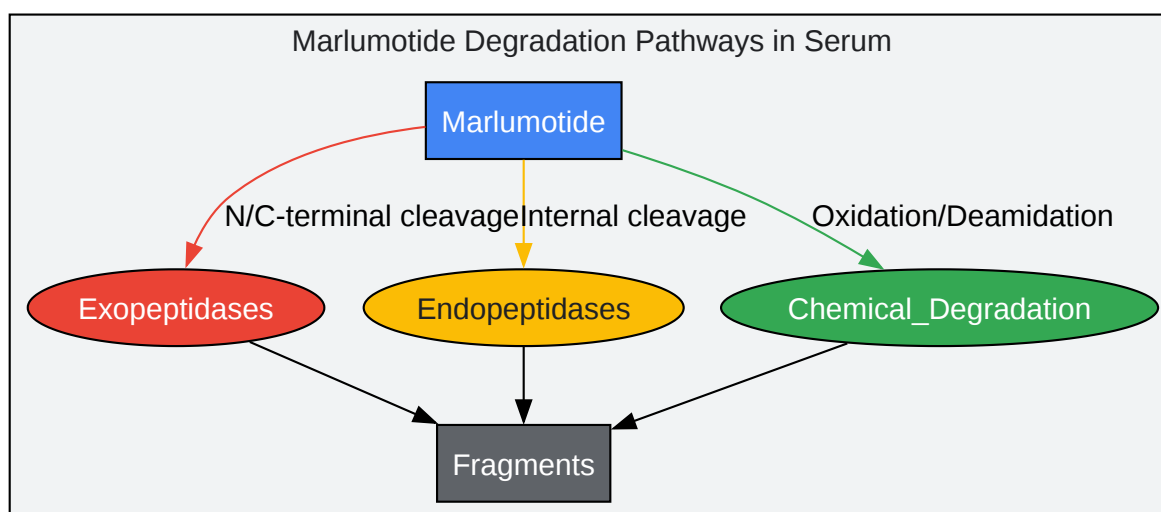 Marlumotide Degradation Pathways in Serum
Marlumotide
N/C-terminal cleavage
Internal cleavage
Oxidation/Deamidation
Exopeptidases
Endopeptidases
Chemical_Degradation
Fragments